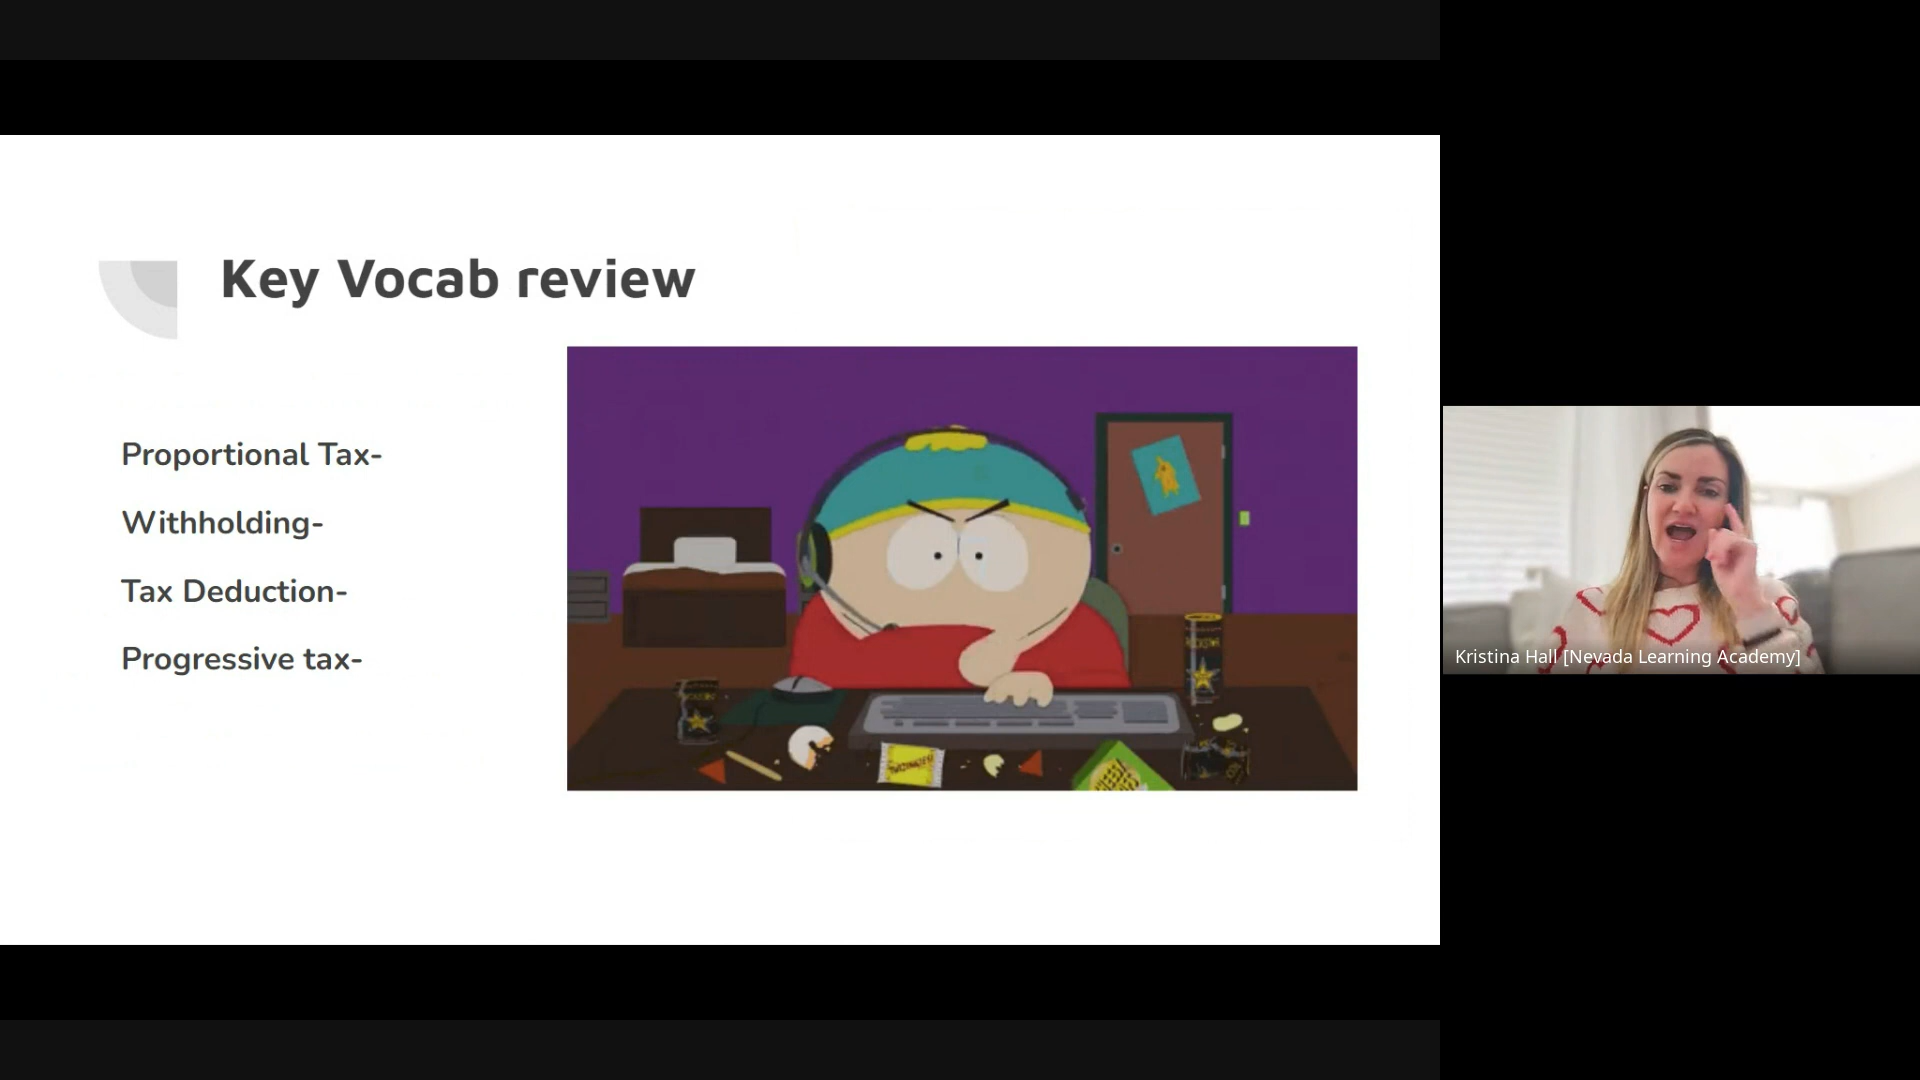 Key Vocab review
Proportional Tax-
Withholding-
Tax Deduction-
Progressive tax-
Kristina Hall [Nevada Learning Academy]